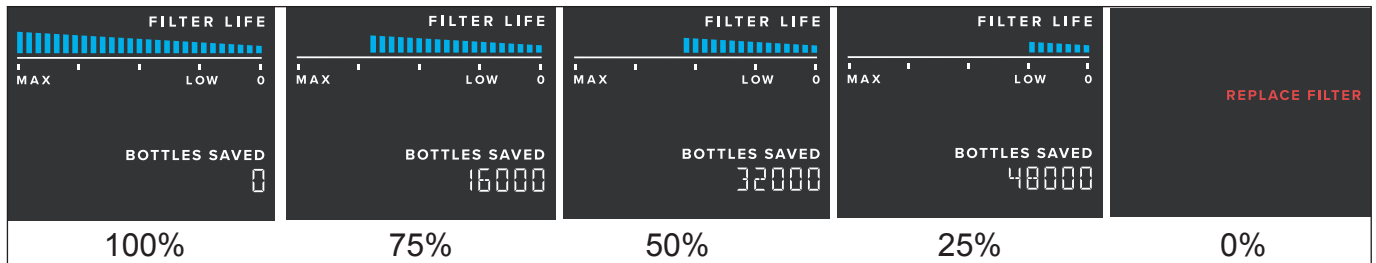 FILTER LIFE
MAX LOW 0
BOTTLES SAVED
0
100%
FILTER LIFE
MAX LOW 0
BOTTLES SAVED
16000
75%
FILTER LIFE
MAX LOW 0
BOTTLES SAVED
32000
50%
FILTER LIFE
MAX LOW 0
BOTTLES SAVED
48000
25%
REPLACE FILTER
0%